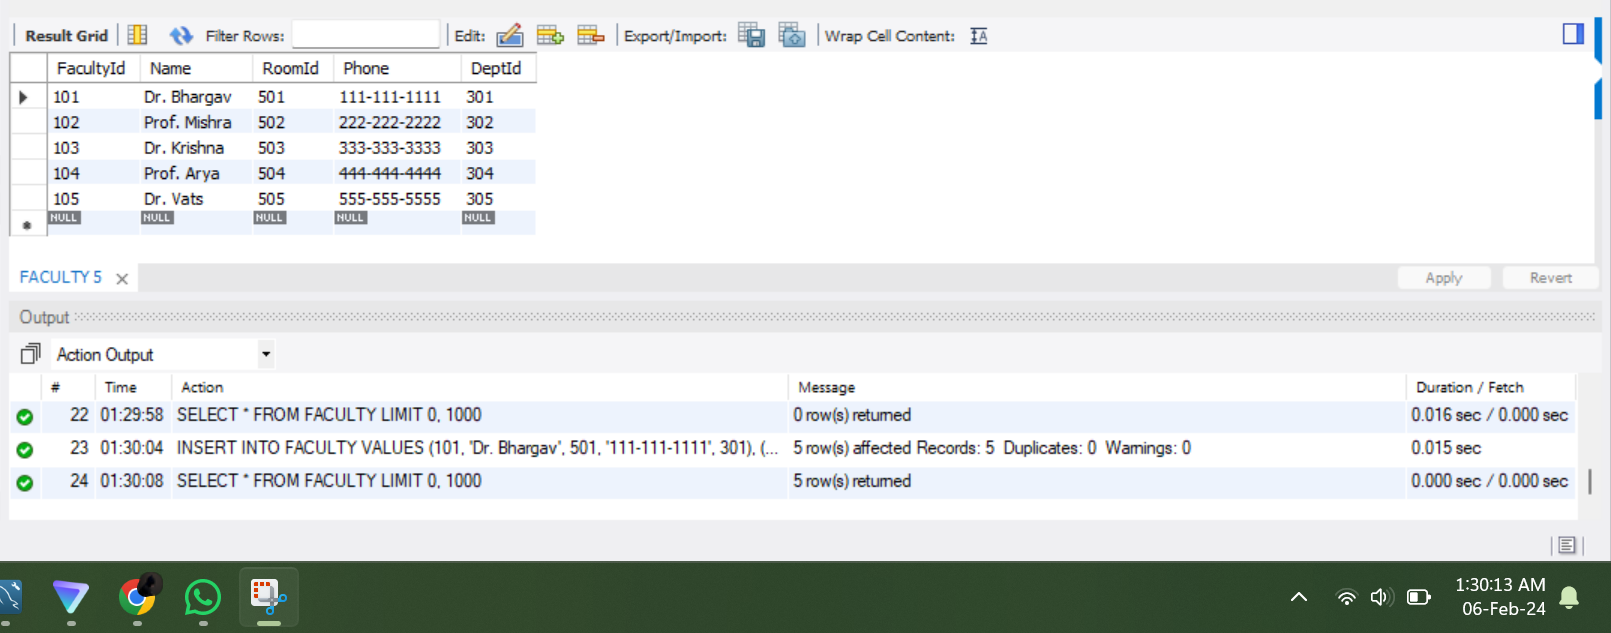 Result Grid Filter Rows: Edit: Export/Import: Wrap Cell Content: IA
FacultyId Name RoomId Phone DeptId
101 Dr. Bhargav 501 111-111-1111 301
102 Prof. Mishra 502 222-222-2222 302
103 Dr. Krishna 503 333-333-3333 303
104 Prof. Arya 504 444-444-4444 304
105 Dr. Vats 505 555-555-5555 305
NULL NULL NULL NULL NULL
FACULTY 5 Apply Revert
Output
Action Output
# Time Action Message Duration / Fetch
22 01:29:58 SELECT * FROM FACULTY LIMIT 0, 1000 0 row(s) returned 0.016 sec / 0.000 sec
23 01:30:04 INSERT INTO FACULTY VALUES (101, 'Dr. Bhargav', 501, '111-111-1111', 301), (... 5 row(s) affected Records: 5 Duplicates: 0 Warnings: 0 0.015 sec
24 01:30:08 SELECT * FROM FACULTY LIMIT 0, 1000 5 row(s) returned 0.000 sec / 0.000 sec
1:30:13 AM
06-Feb-24